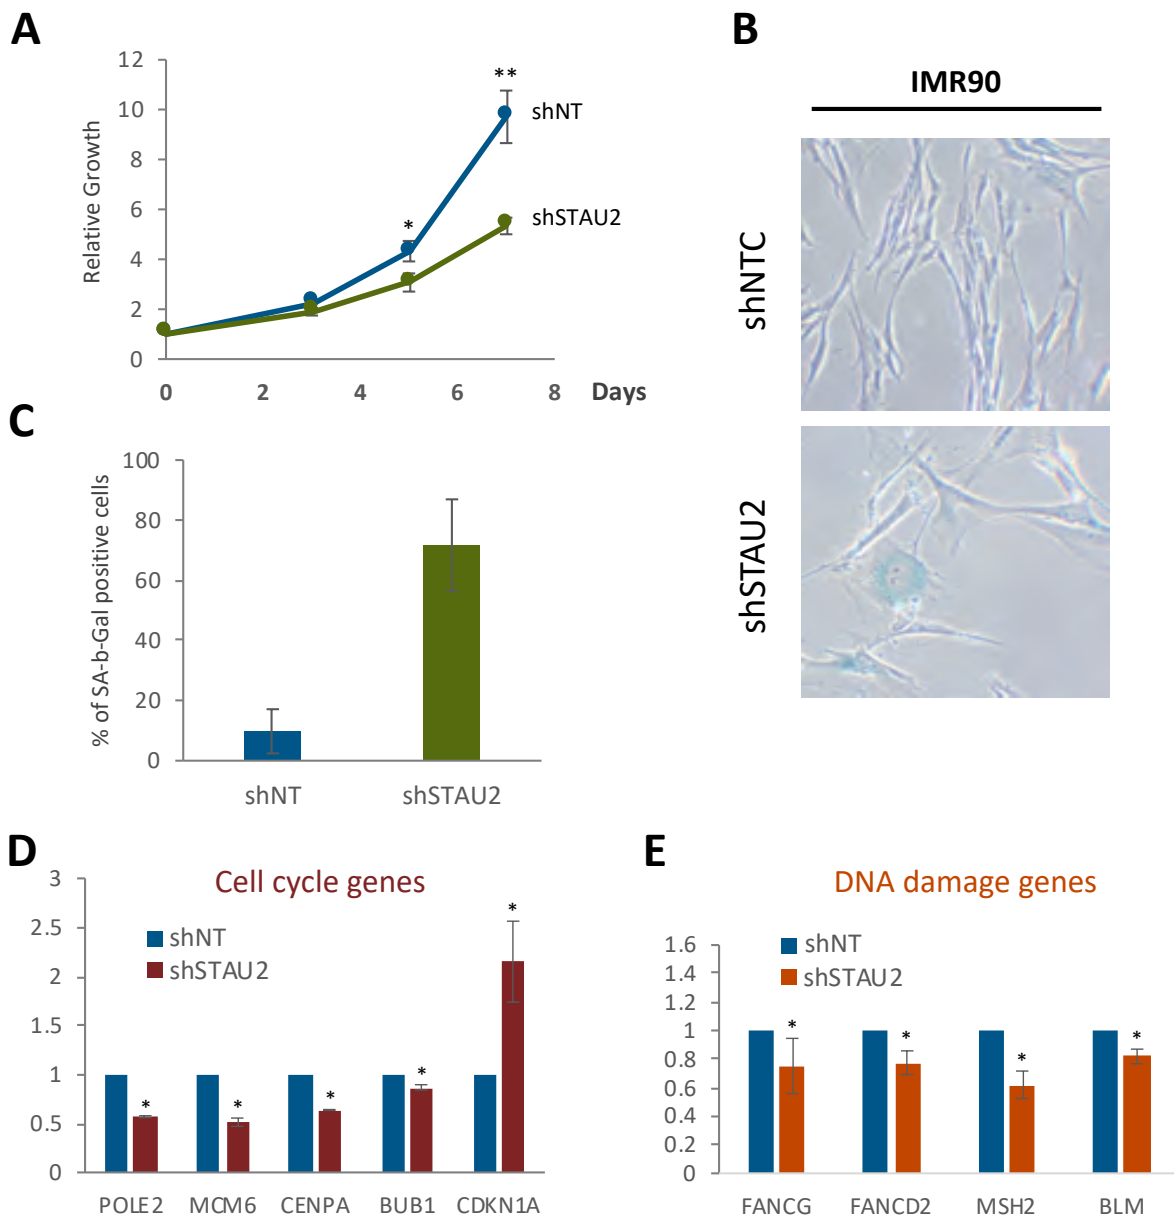 A
12
10
8
6
4
2
0
Relative Growth
**
*
shNT
shSTAU2
0 2 4 6 8 Days
B
IMR90
shNTC
shSTAU2
C
100
80
60
40
20
0
% of SA-b-Gal positive cells
shNT shSTAU2
D
Cell cycle genes
shNT
shSTAU2
3
2.5
2
1.5
1
0.5
0
* * * * *
POLE2 MCM6 CENPA BUB1 CDKN1A
E
DNA damage genes
shNT
shSTAU2
1.6
1.4
1.2
1
0.8
0.6
0.4
0.2
0
* * * *
FANCG FANCD2 MSH2 BLM